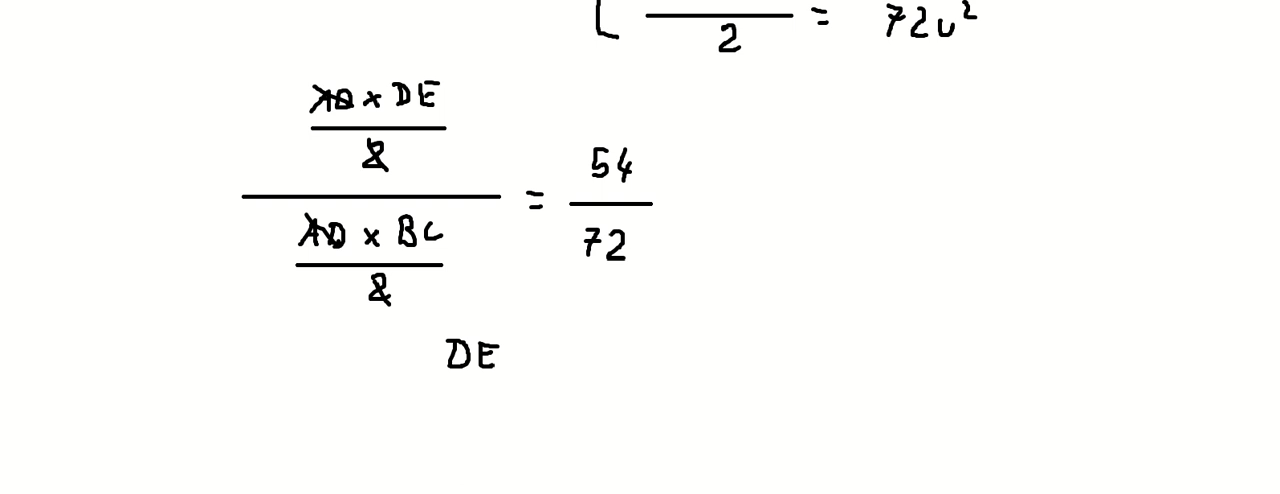 [ — / 2 = 72u²
AD × DE
2
AD × BC
2
= 54 / 72
DE